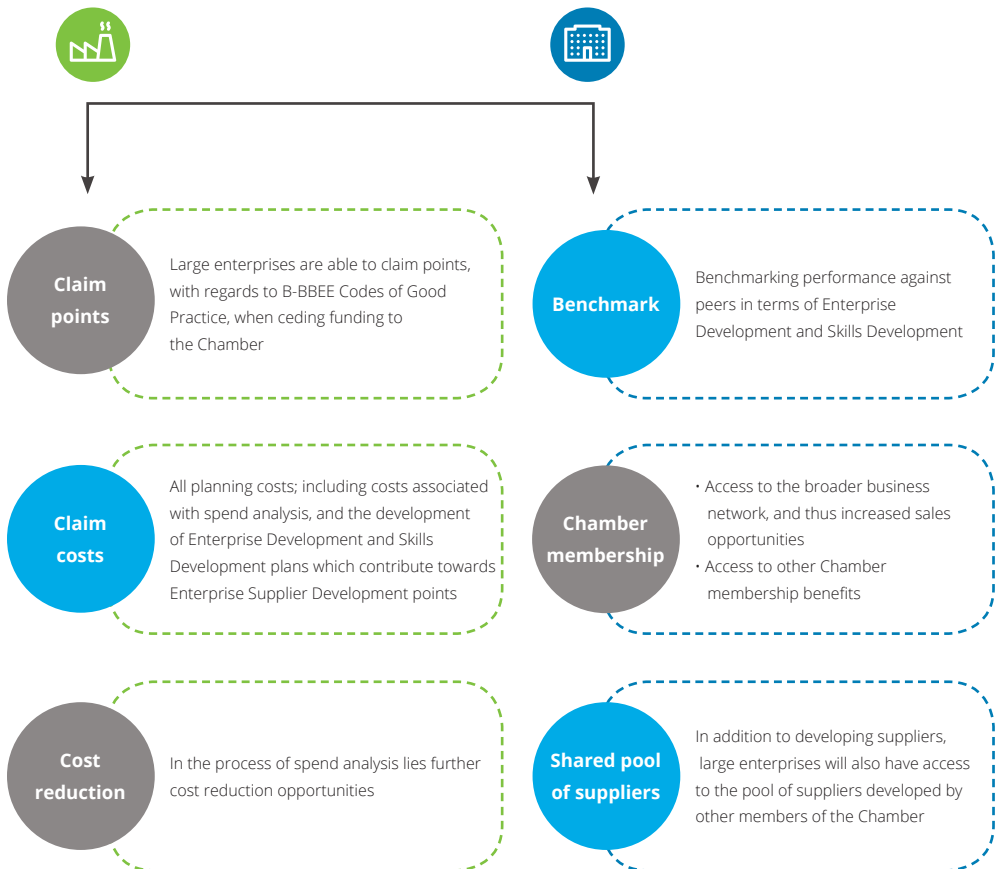 Claim
points
Large enterprises are able to claim points,
with regards to B-BBEE Codes of Good
Practice, when ceding funding to
the Chamber
Benchmark
Benchmarking performance against
peers in terms of Enterprise
Development and Skills Development
Claim
costs
All planning costs; including costs associated
with spend analysis, and the development
of Enterprise Development and Skills
Development plans which contribute towards
Enterprise Supplier Development points
Chamber
membership
• Access to the broader business
network, and thus increased sales
opportunities
• Access to other Chamber
membership benefits
Cost
reduction
In the process of spend analysis lies further
cost reduction opportunities
Shared pool
of suppliers
In addition to developing suppliers,
large enterprises will also have access
to the pool of suppliers developed by
other members of the Chamber